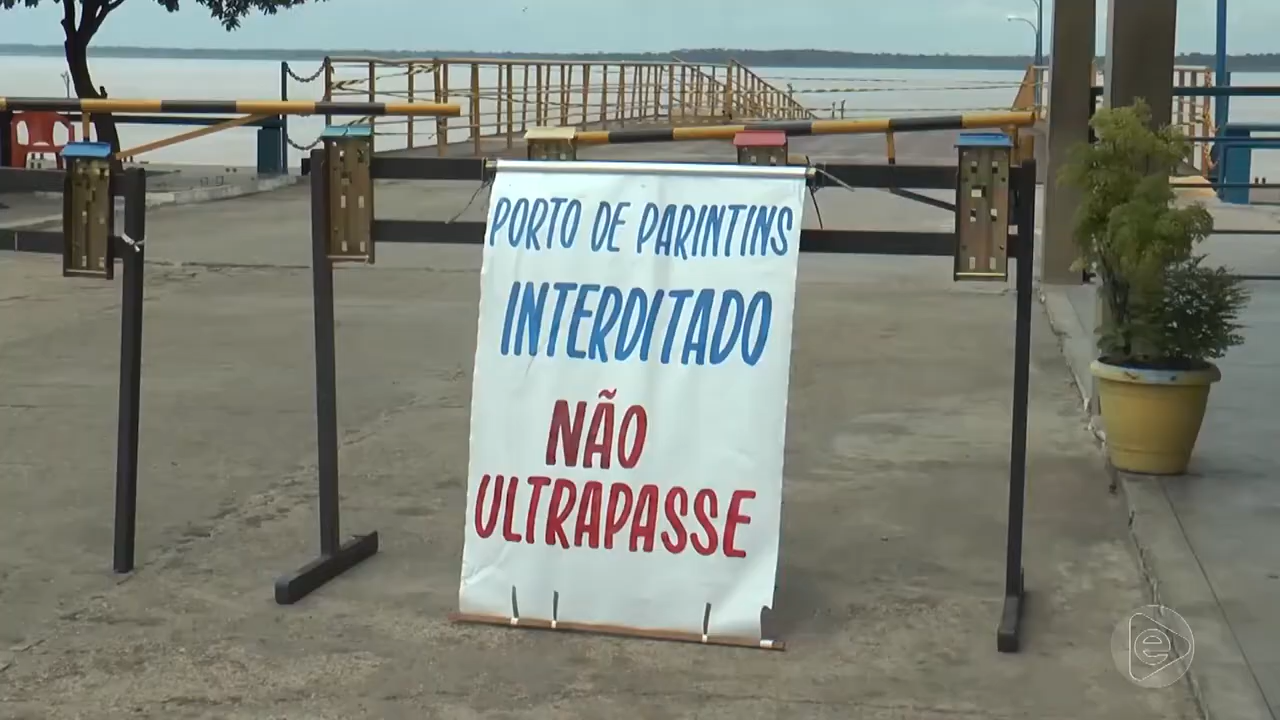 PORTO DE PARINTINS
INTERDITADO
NÃO
ULTRAPASSE
e